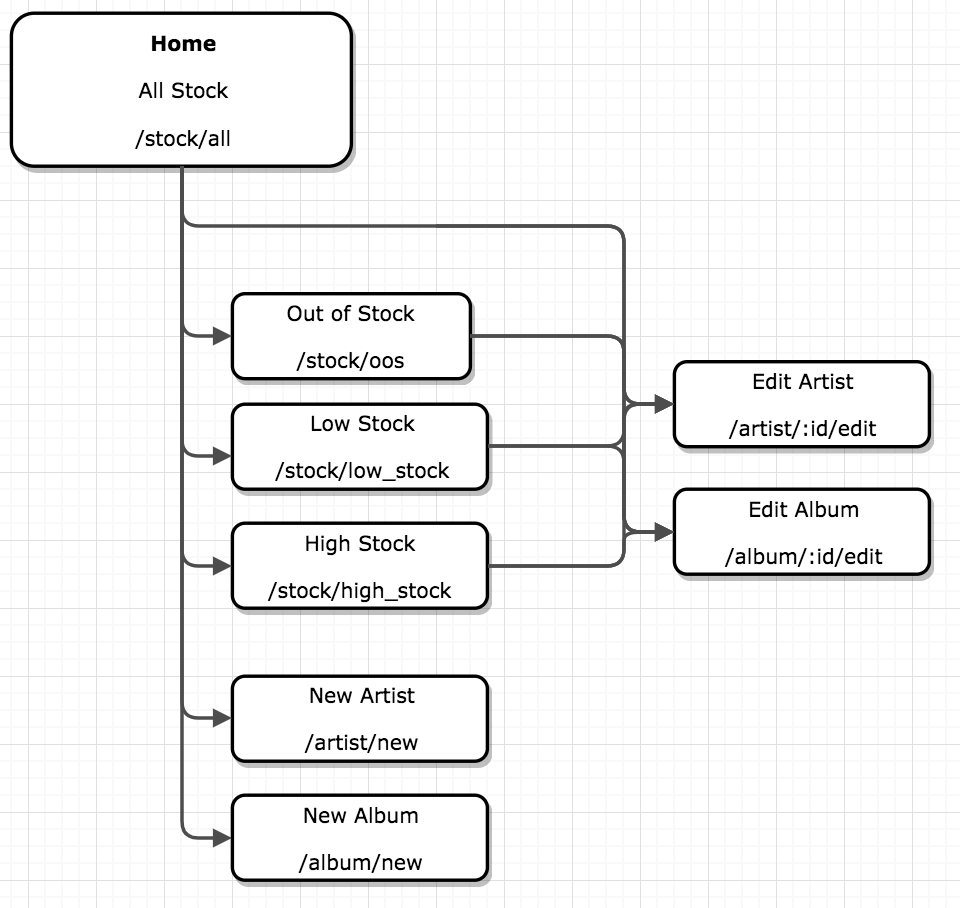 Home
All Stock
/stock/all
Out of Stock
/stock/oos
Low Stock
/stock/low_stock
High Stock
/stock/high_stock
New Artist
/artist/new
New Album
/album/new
Edit Artist
/artist/:id/edit
Edit Album
/album/:id/edit